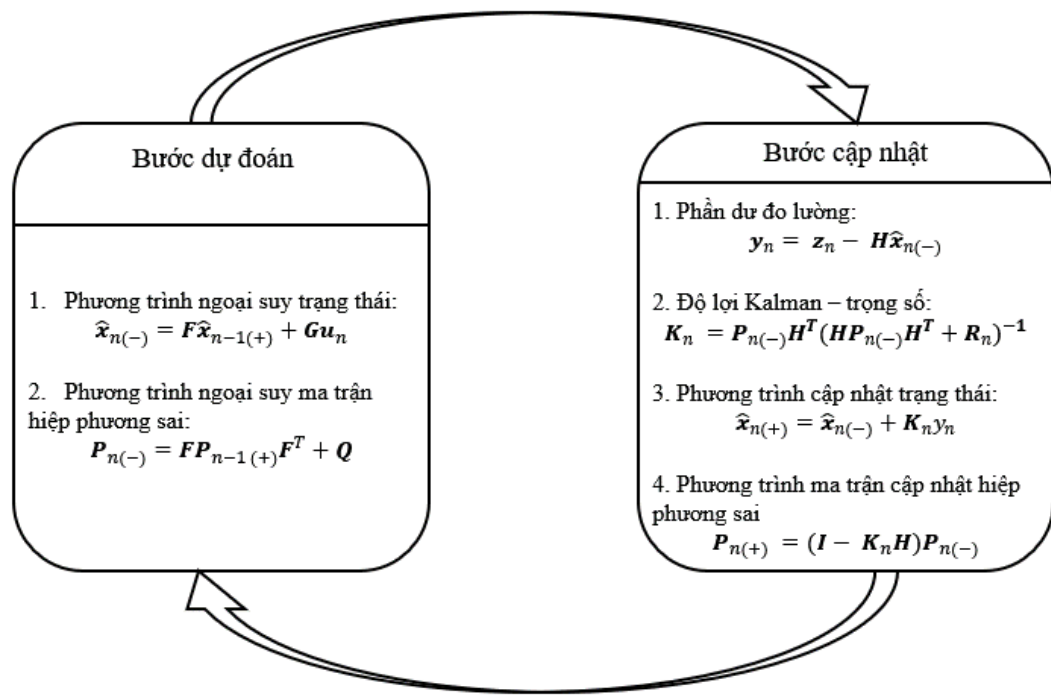 Bước dự đoán
1. Phương trình ngoại suy trạng thái:
x̂ₙ₍₋₎ = Fx̂ₙ₋₁₍₊₎ + Guₙ
2. Phương trình ngoại suy ma trận
hiệp phương sai:
Pₙ₍₋₎ = FPₙ₋₁₍₊₎Fᵀ + Q
Bước cập nhật
1. Phần dư đo lường:
yₙ = zₙ − Hx̂ₙ₍₋₎
2. Độ lợi Kalman – trọng số:
Kₙ = Pₙ₍₋₎Hᵀ(HPₙ₍₋₎Hᵀ + Rₙ)⁻¹
3. Phương trình cập nhật trạng thái:
x̂ₙ₍₊₎ = x̂ₙ₍₋₎ + Kₙyₙ
4. Phương trình ma trận cập nhật hiệp
phương sai
Pₙ₍₊₎ = (I − KₙH)Pₙ₍₋₎